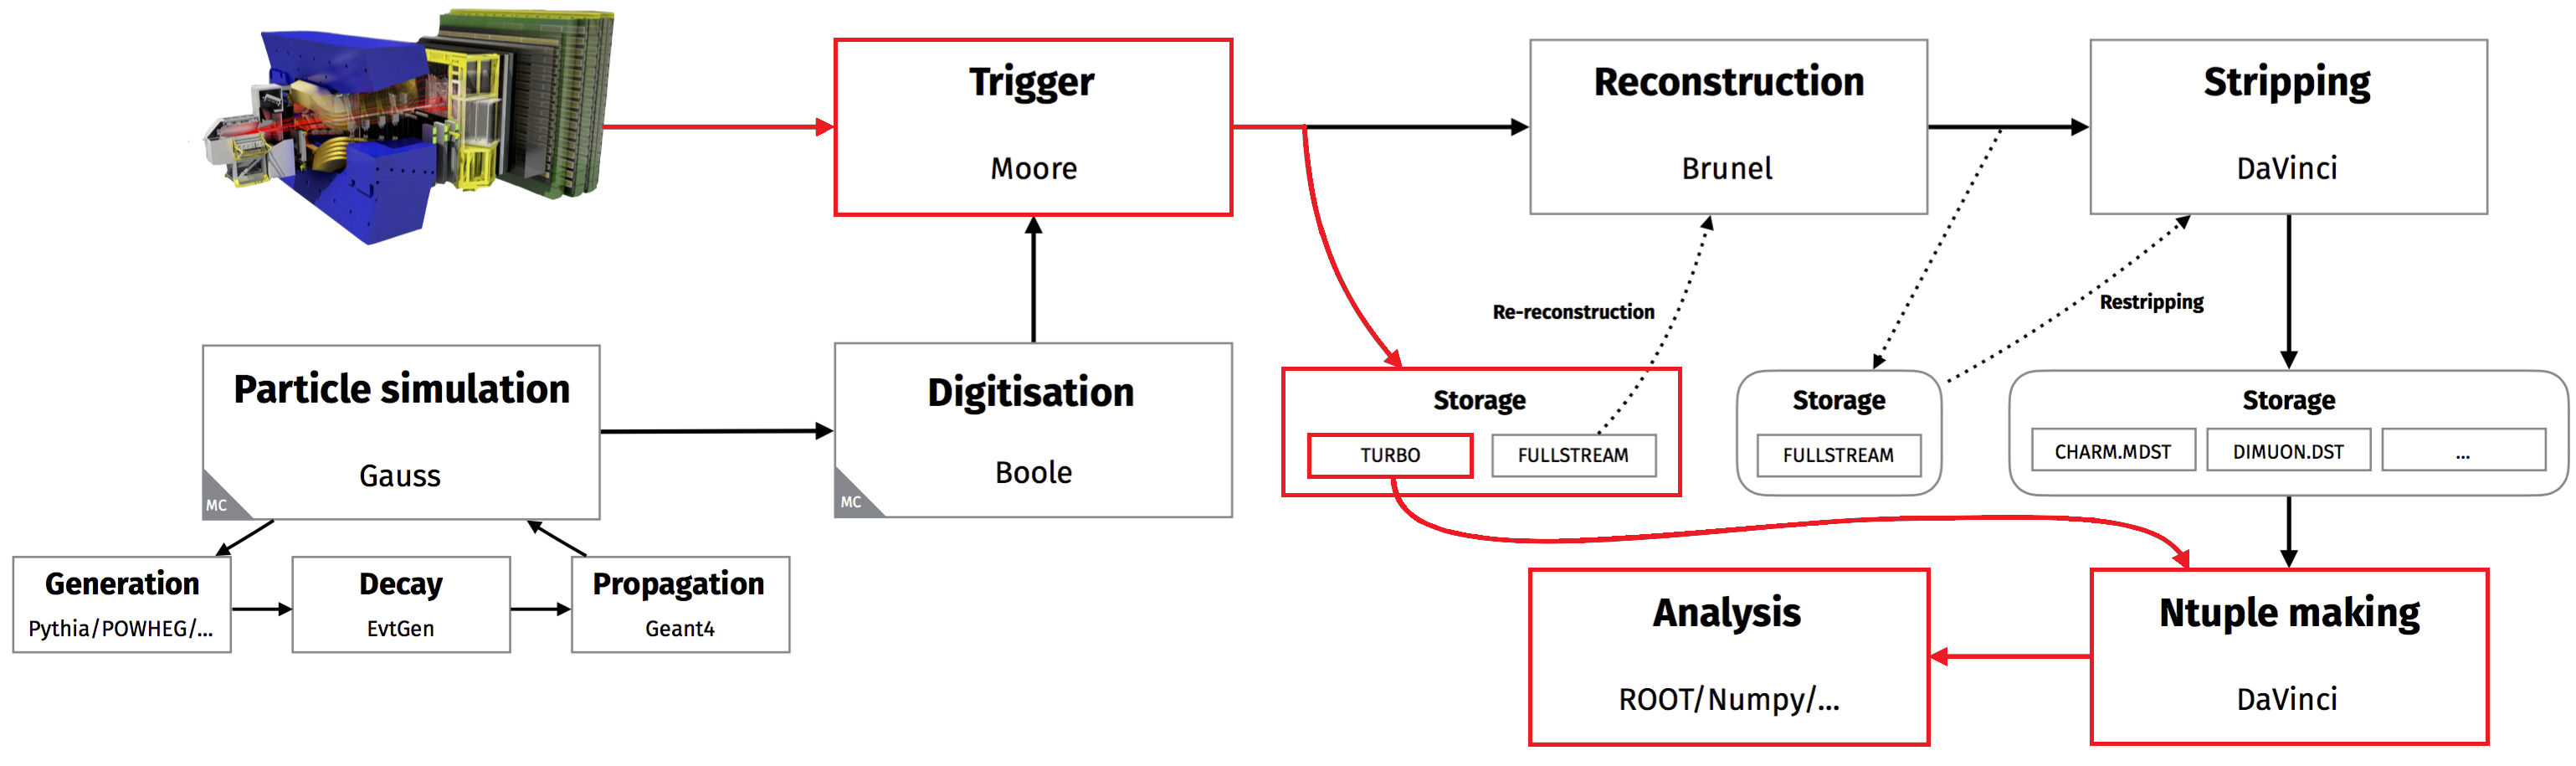 Trigger
Moore
Reconstruction
Brunel
Stripping
DaVinci
Re-reconstruction
Restripping
Particle simulation
Gauss
MC
Digitisation
Boole
MC
Storage
TURBO
FULLSTREAM
Storage
FULLSTREAM
Storage
CHARM.MDST
DIMUON.DST
...
Generation
Pythia/POWHEG/...
Decay
EvtGen
Propagation
Geant4
Analysis
ROOT/Numpy/...
Ntuple making
DaVinci